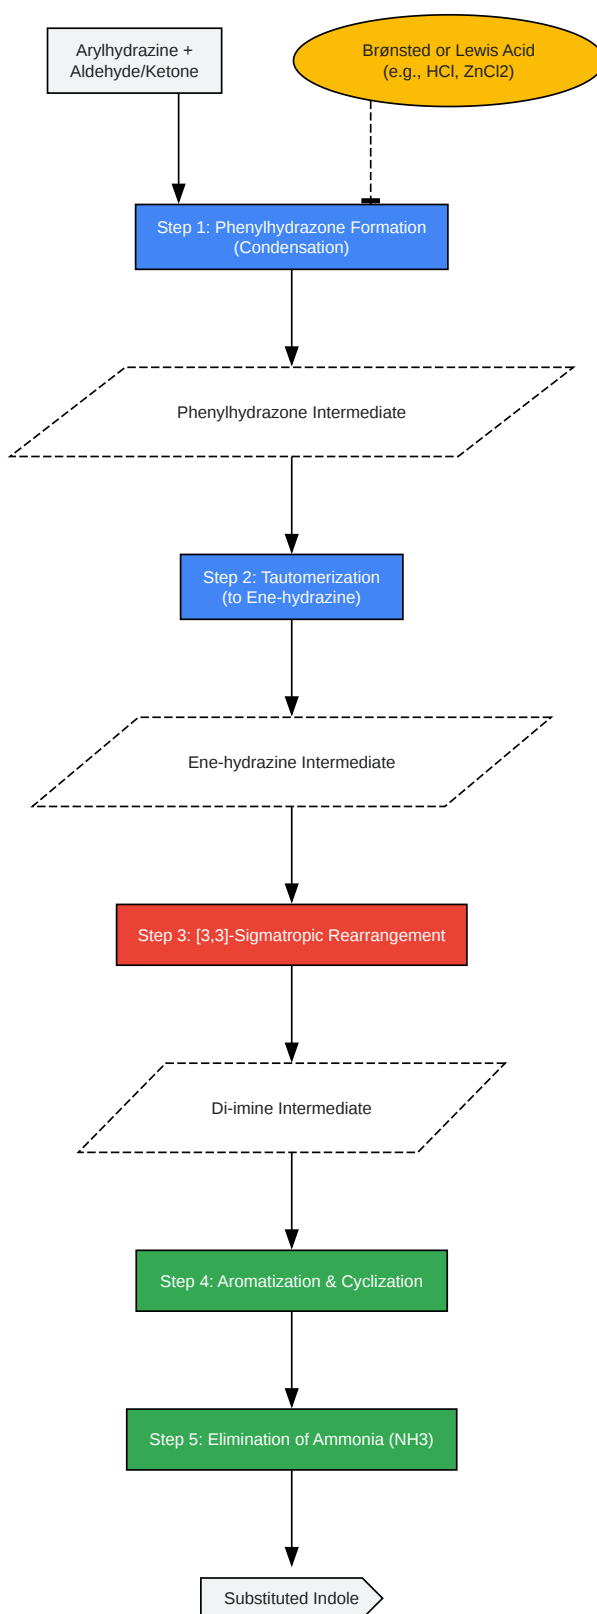 Arylhydrazine +
Aldehyde/Ketone
Brønsted or Lewis Acid
(e.g., HCl, ZnCl2)
Step 1: Phenylhydrazone Formation
(Condensation)
Phenylhydrazone Intermediate
Step 2: Tautomerization
(to Ene-hydrazine)
Ene-hydrazine Intermediate
Step 3: [3,3]-Sigmatropic Rearrangement
Di-imine Intermediate
Step 4: Aromatization & Cyclization
Step 5: Elimination of Ammonia (NH3)
Substituted Indole